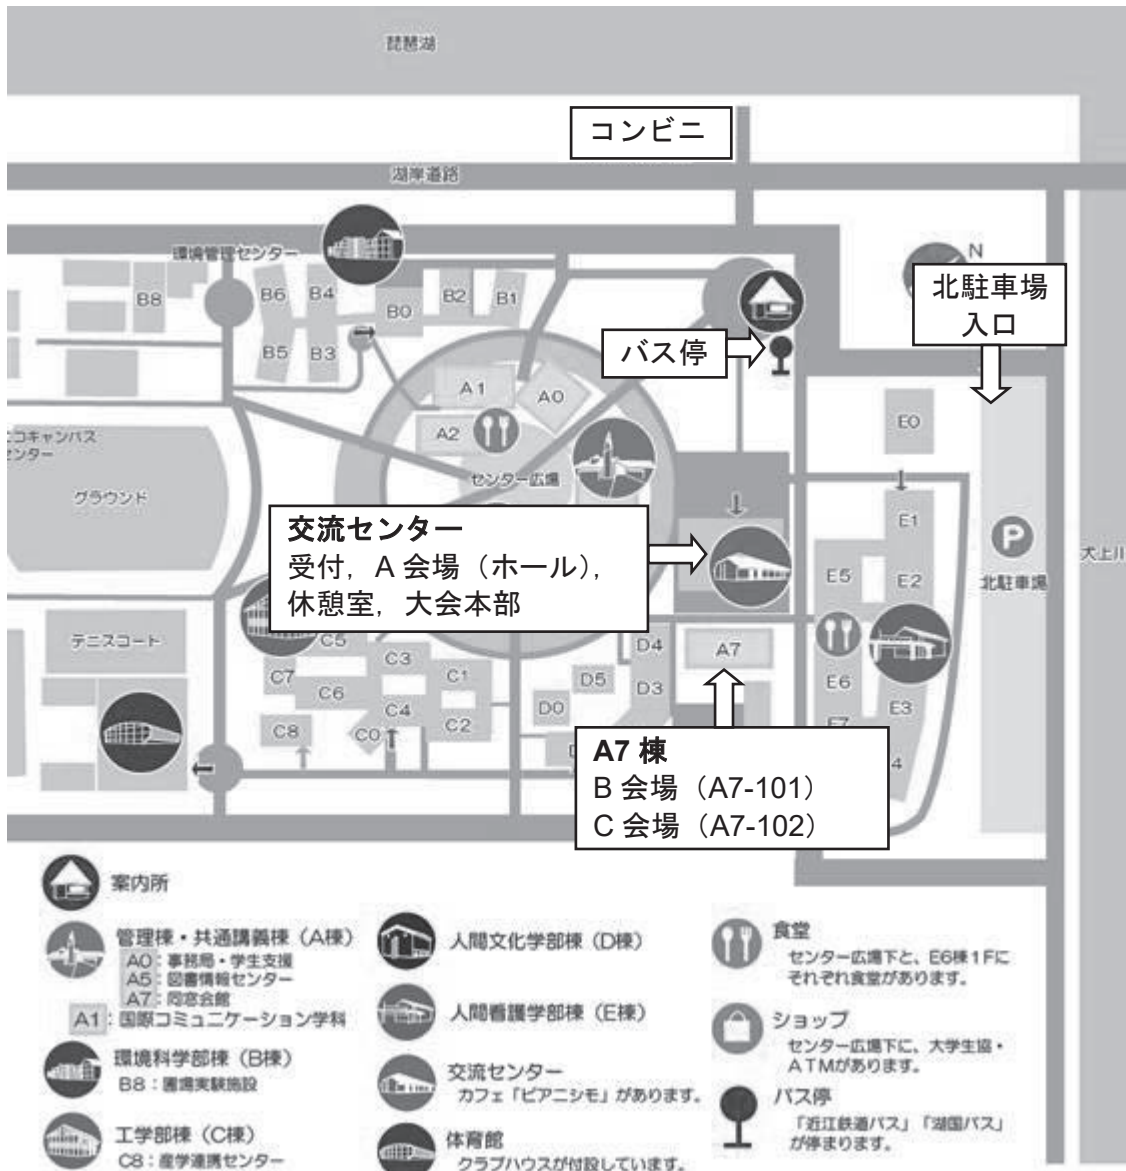 琵琶湖
コンビニ
湖岸道路
環境管理センター
N
北駐車場
入口
B8
B6
B4
B0
B2
B1
B5
B3
バス停
A1
A0
A2
センター広場
E0
グラウンド
交流センター
受付，A 会場（ホール），
休憩室，大会本部
E1
E5
E2
P
北駐車場
犬上川
テニスコート
C5
C3
C7
C6
C1
C4
C2
C8
C0
D4
D5
D3
D0
A7
E6
E3
E7
4
A7 棟
B 会場（A7-101）
C 会場（A7-102）
案内所
管理棟・共通講義棟（A棟）
A0：事務局・学生支援
A5：図書情報センター
A7：同窓会館
A1：国際コミュニケーション学科
環境科学部棟（B棟）
B8：圃場実験施設
工学部棟（C棟）
C8：産学連携センター
人間文化学部棟（D棟）
人間看護学部棟（E棟）
交流センター
カフェ「ピアニシモ」があります。
体育館
クラブハウスが付設しています。
食堂
センター広場下と、E6棟1Fに
それぞれ食堂があります。
ショップ
センター広場下に、大学生協・
ATMがあります。
バス停
「近江鉄道バス」「湖国バス」
が停まります。